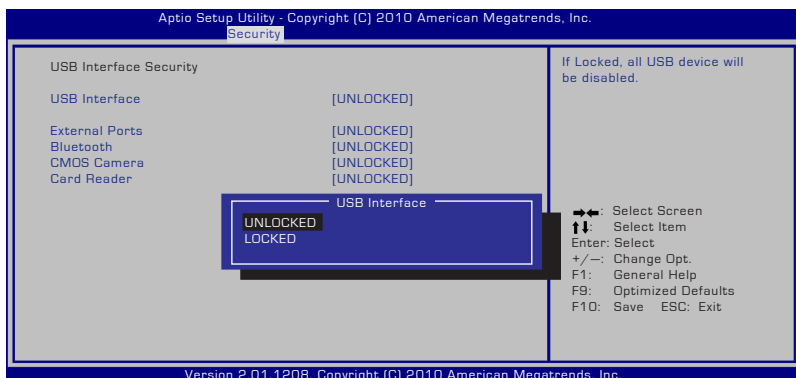 Aptio Setup Utility - Copyright (C) 2010 American Megatrends, Inc.
Security
USB Interface Security
USB Interface [UNLOCKED]
External Ports [UNLOCKED]
Bluetooth [UNLOCKED]
CMOS Camera [UNLOCKED]
Card Reader [UNLOCKED]
USB Interface
UNLOCKED
LOCKED
If Locked, all USB device will
be disabled.
→←: Select Screen
↑↓: Select Item
Enter: Select
+/—: Change Opt.
F1: General Help
F9: Optimized Defaults
F10: Save ESC: Exit
Version 2.01.1208. Copyright (C) 2010 American Megatrends, Inc.